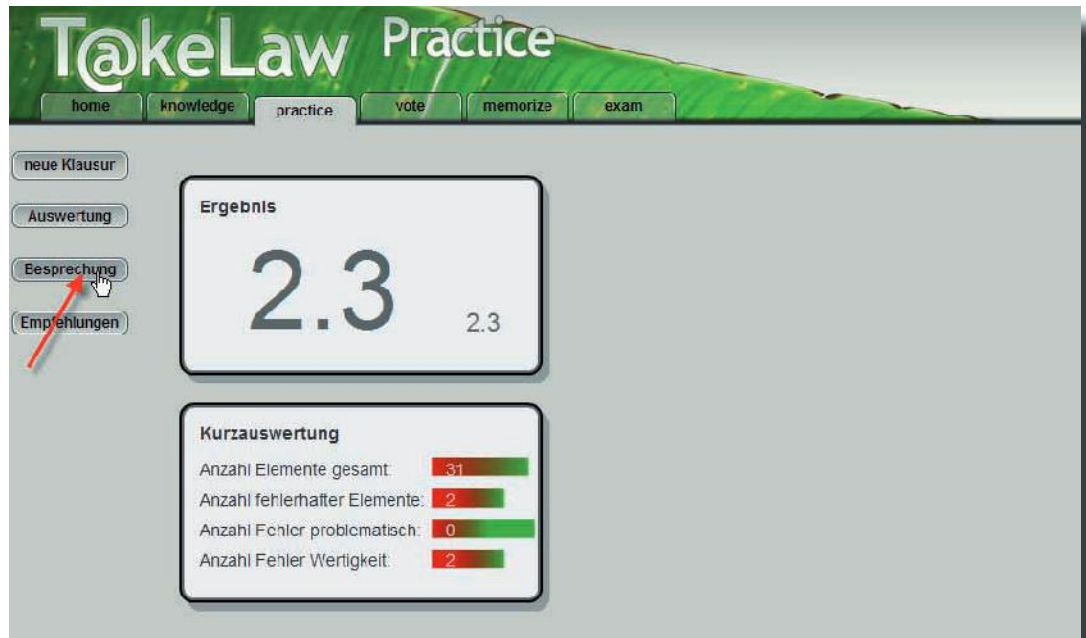 T@keLaw Practice
home knowledge practice vote memorize exam
neue Klausur
Auswertung
Besprechung
Empfehlungen
Ergebnis
2.3 2.3
Kurzauswertung
Anzahl Elemente gesamt: 31
Anzahl fehlerhafter Elemente: 2
Anzahl Fehler problematisch: 0
Anzahl Fehler Wertigkeit: 2